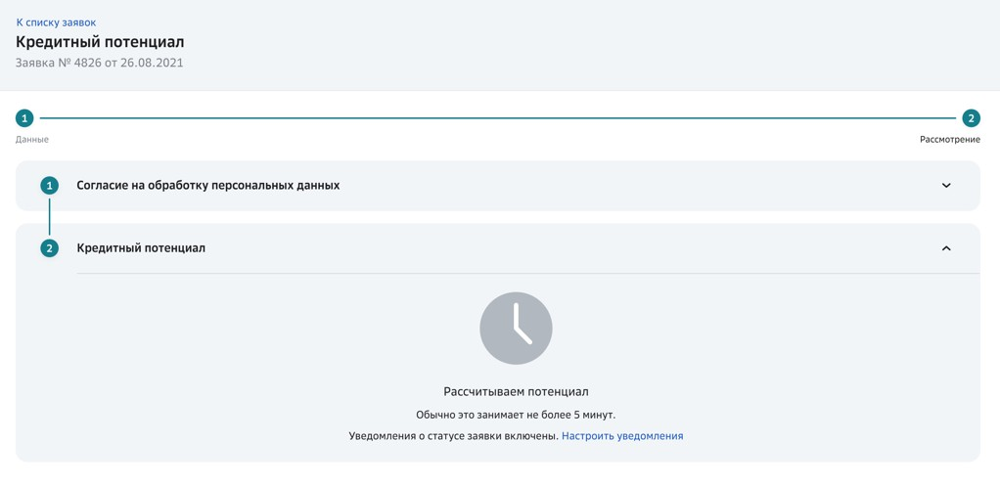 К списку заявок
Кредитный потенциал
Заявка № 4826 от 26.08.2021
1
2
Данные
Рассмотрение
1 Согласие на обработку персональных данных
2 Кредитный потенциал
Рассчитываем потенциал
Обычно это занимает не более 5 минут.
Уведомления о статусе заявки включены. Настроить уведомления